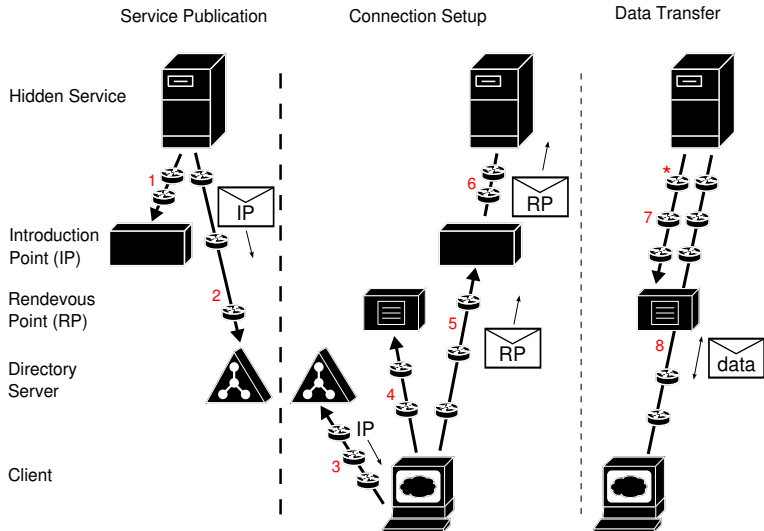 Service Publication
Connection Setup
Data Transfer
Hidden Service
1
6
*
IP
RP
7
Introduction
Point (IP)
Rendevous
Point (RP)
2
5
RP
8
data
Directory
Server
4
IP
3
Client